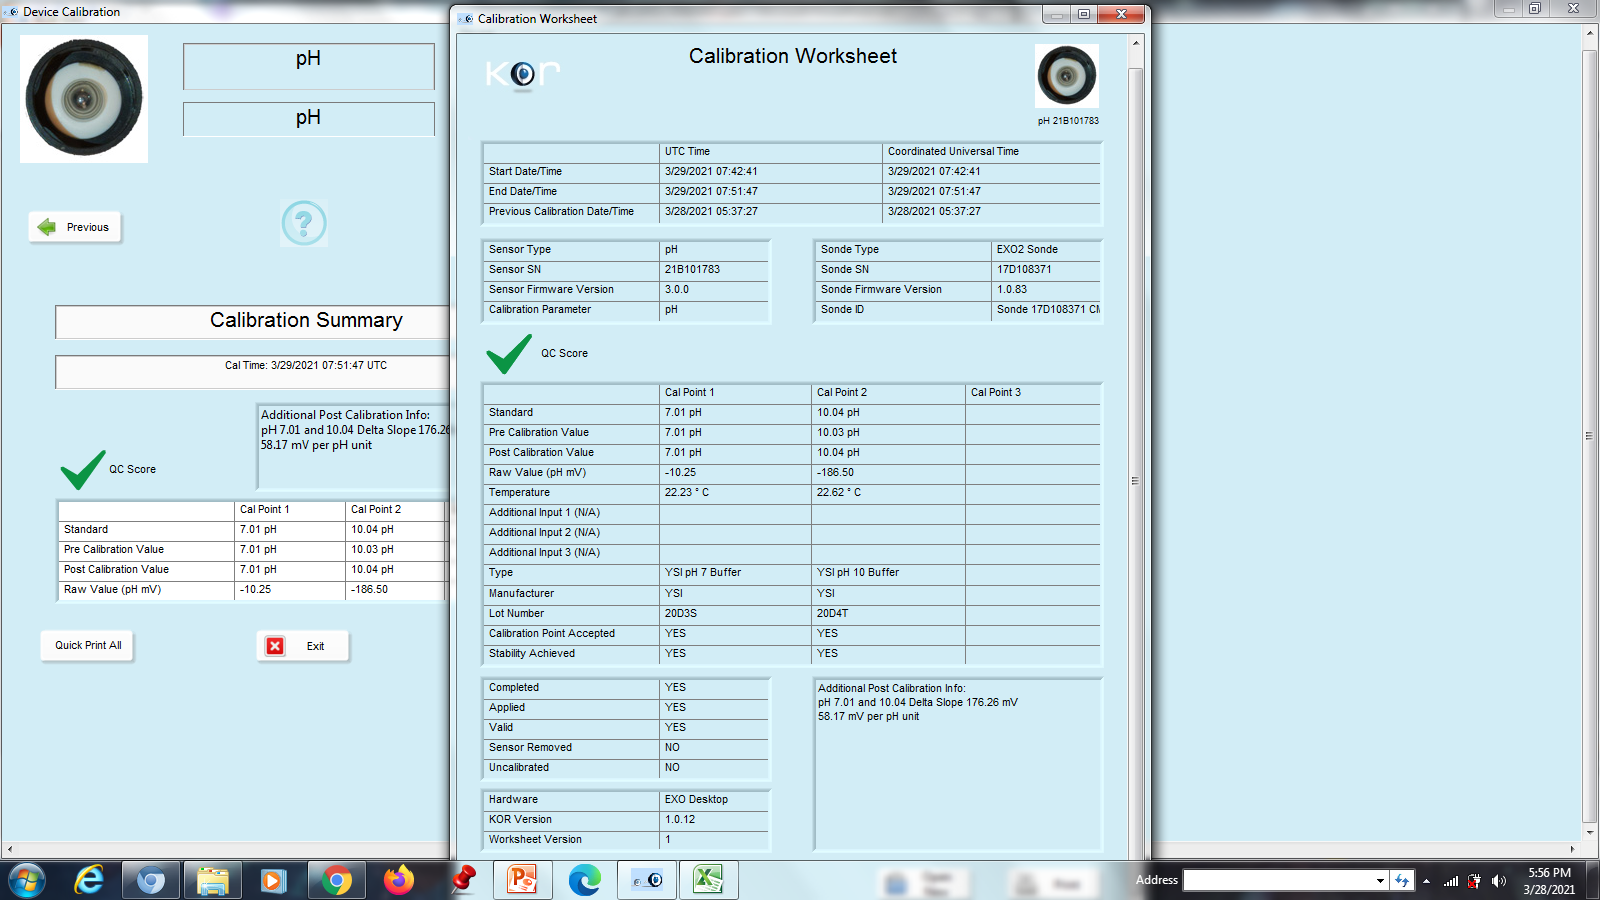 Device Calibration
pH
pH
Previous
?
Calibration Summary
Cal Time: 3/29/2021 07:51:47 UTC
Additional Post Calibration Info:
pH 7.01 and 10.04 Delta Slope 176.26
58.17 mV per pH unit
QC Score
Cal Point 1 Cal Point 2
Standard 7.01 pH 10.04 pH
Pre Calibration Value 7.01 pH 10.03 pH
Post Calibration Value 7.01 pH 10.04 pH
Raw Value (pH mV) -10.25 -186.50
Quick Print All Exit
Calibration Worksheet
Calibration Worksheet
KOr
pH 21B101783
UTC Time Coordinated Universal Time
Start Date/Time 3/29/2021 07:42:41 3/29/2021 07:42:41
End Date/Time 3/29/2021 07:51:47 3/29/2021 07:51:47
Previous Calibration Date/Time 3/28/2021 05:37:27 3/28/2021 05:37:27
Sensor Type pH
Sensor SN 21B101783
Sensor Firmware Version 3.0.0
Calibration Parameter pH
Sonde Type EXO2 Sonde
Sonde SN 17D108371
Sonde Firmware Version 1.0.83
Sonde ID Sonde 17D108371
QC Score
Cal Point 1 Cal Point 2 Cal Point 3
Standard 7.01 pH 10.04 pH
Pre Calibration Value 7.01 pH 10.03 pH
Post Calibration Value 7.01 pH 10.04 pH
Raw Value (pH mV) -10.25 -186.50
Temperature 22.23 ° C 22.62 ° C
Additional Input 1 (N/A)
Additional Input 2 (N/A)
Additional Input 3 (N/A)
Type YSI pH 7 Buffer YSI pH 10 Buffer
Manufacturer YSI YSI
Lot Number 20D3S 20D4T
Calibration Point Accepted YES YES
Stability Achieved YES YES
Completed YES
Applied YES
Valid YES
Sensor Removed NO
Uncalibrated NO
Additional Post Calibration Info:
pH 7.01 and 10.04 Delta Slope 176.26 mV
58.17 mV per pH unit
Hardware EXO Desktop
KOR Version 1.0.12
Worksheet Version 1
Address
5:56 PM
3/28/2021